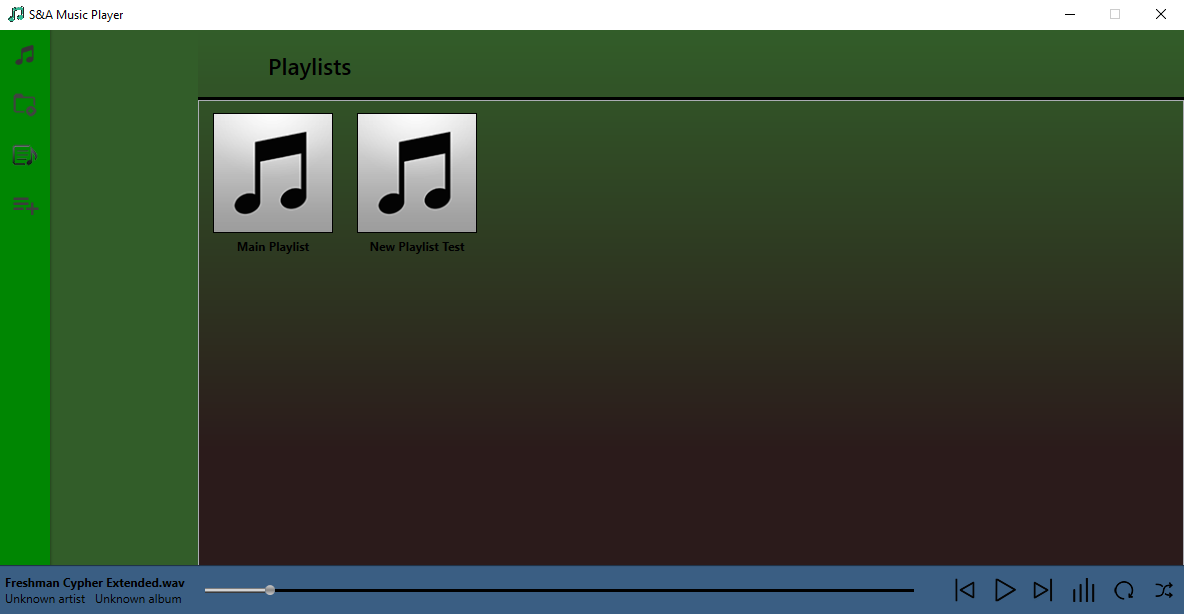 S&A Music Player
Playlists
Main Playlist
New Playlist Test
Freshman Cypher Extended.wav
Unknown artist Unknown album